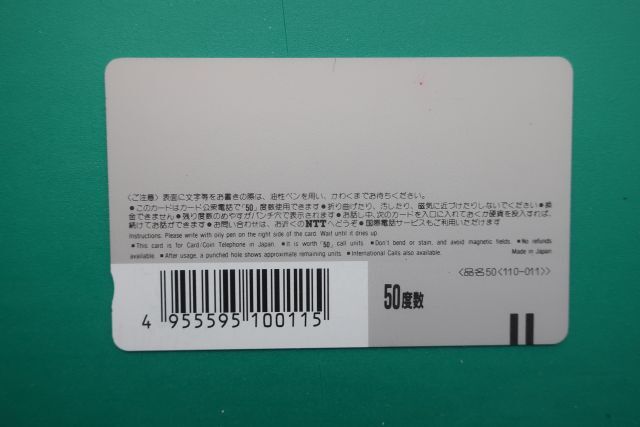 〈ご注意〉表面に文字等をお書きの際は、油性ペンを用い、かわくまでお待ちください。
●このカードはカード公衆電話で「50」度数使用できます●折り曲げたり、汚したり、磁気に近づけたりしないでください●換
金できません●残り度数のめやすがパンチ穴で表示されます●お話し中、次のカードを入口に入れておくか硬貨を投入すれば、
続けてお話ができます●お問い合わせは、お近くのNTTへどうぞ●国際電話サービスもご利用いただけます
Instructions: Please write with oily pen on the right side of the card. Wait until it dries up.
■This card is for Card/Coin Telephone in Japan. ■It is worth「50」call units. ■Don't bend or stain, and avoid magnetic fields. ■No refunds
available. ■After usage, a punched hole shows approximate remaining units. ■International Calls also available. Made in Japan
〈品名50〈110-011〉〉
50度数
4 955595 100115